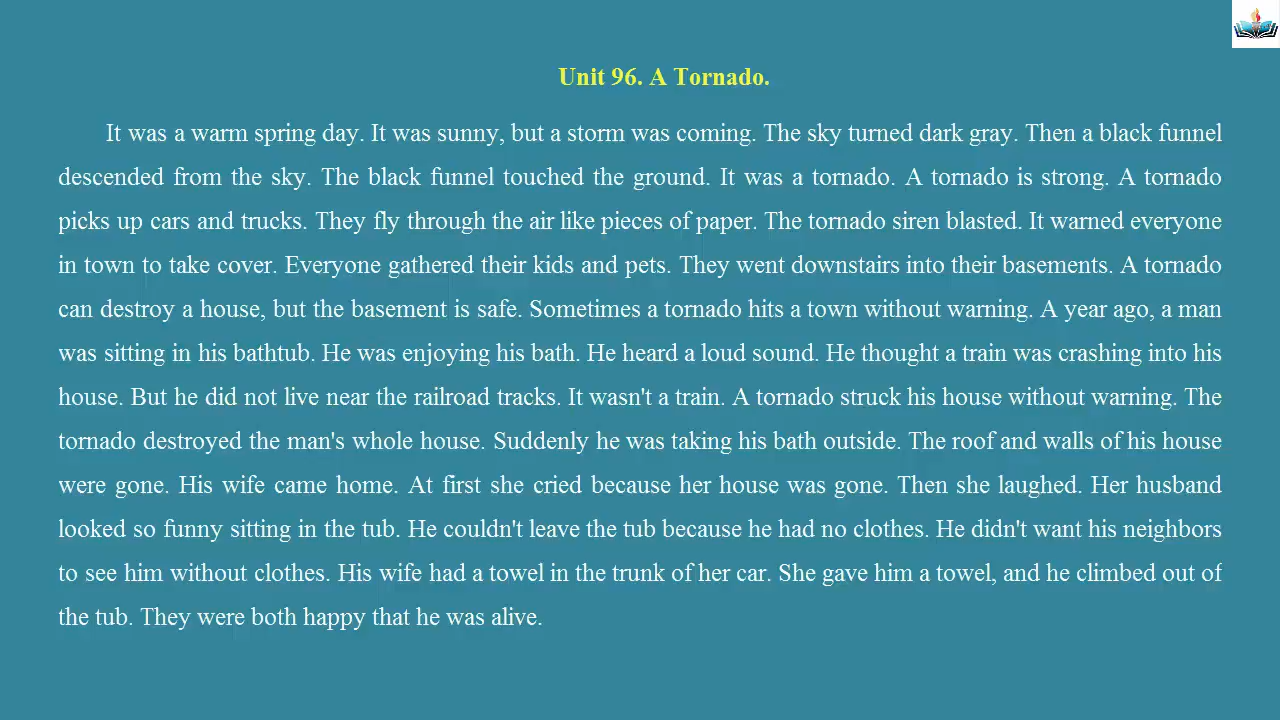 Unit 96. A Tornado.
It was a warm spring day. It was sunny, but a storm was coming. The sky turned dark gray. Then a black funnel
descended from the sky. The black funnel touched the ground. It was a tornado. A tornado is strong. A tornado
picks up cars and trucks. They fly through the air like pieces of paper. The tornado siren blasted. It warned everyone
in town to take cover. Everyone gathered their kids and pets. They went downstairs into their basements. A tornado
can destroy a house, but the basement is safe. Sometimes a tornado hits a town without warning. A year ago, a man
was sitting in his bathtub. He was enjoying his bath. He heard a loud sound. He thought a train was crashing into his
house. But he did not live near the railroad tracks. It wasn't a train. A tornado struck his house without warning. The
tornado destroyed the man's whole house. Suddenly he was taking his bath outside. The roof and walls of his house
were gone. His wife came home. At first she cried because her house was gone. Then she laughed. Her husband
looked so funny sitting in the tub. He couldn't leave the tub because he had no clothes. He didn't want his neighbors
to see him without clothes. His wife had a towel in the trunk of her car. She gave him a towel, and he climbed out of
the tub. They were both happy that he was alive.